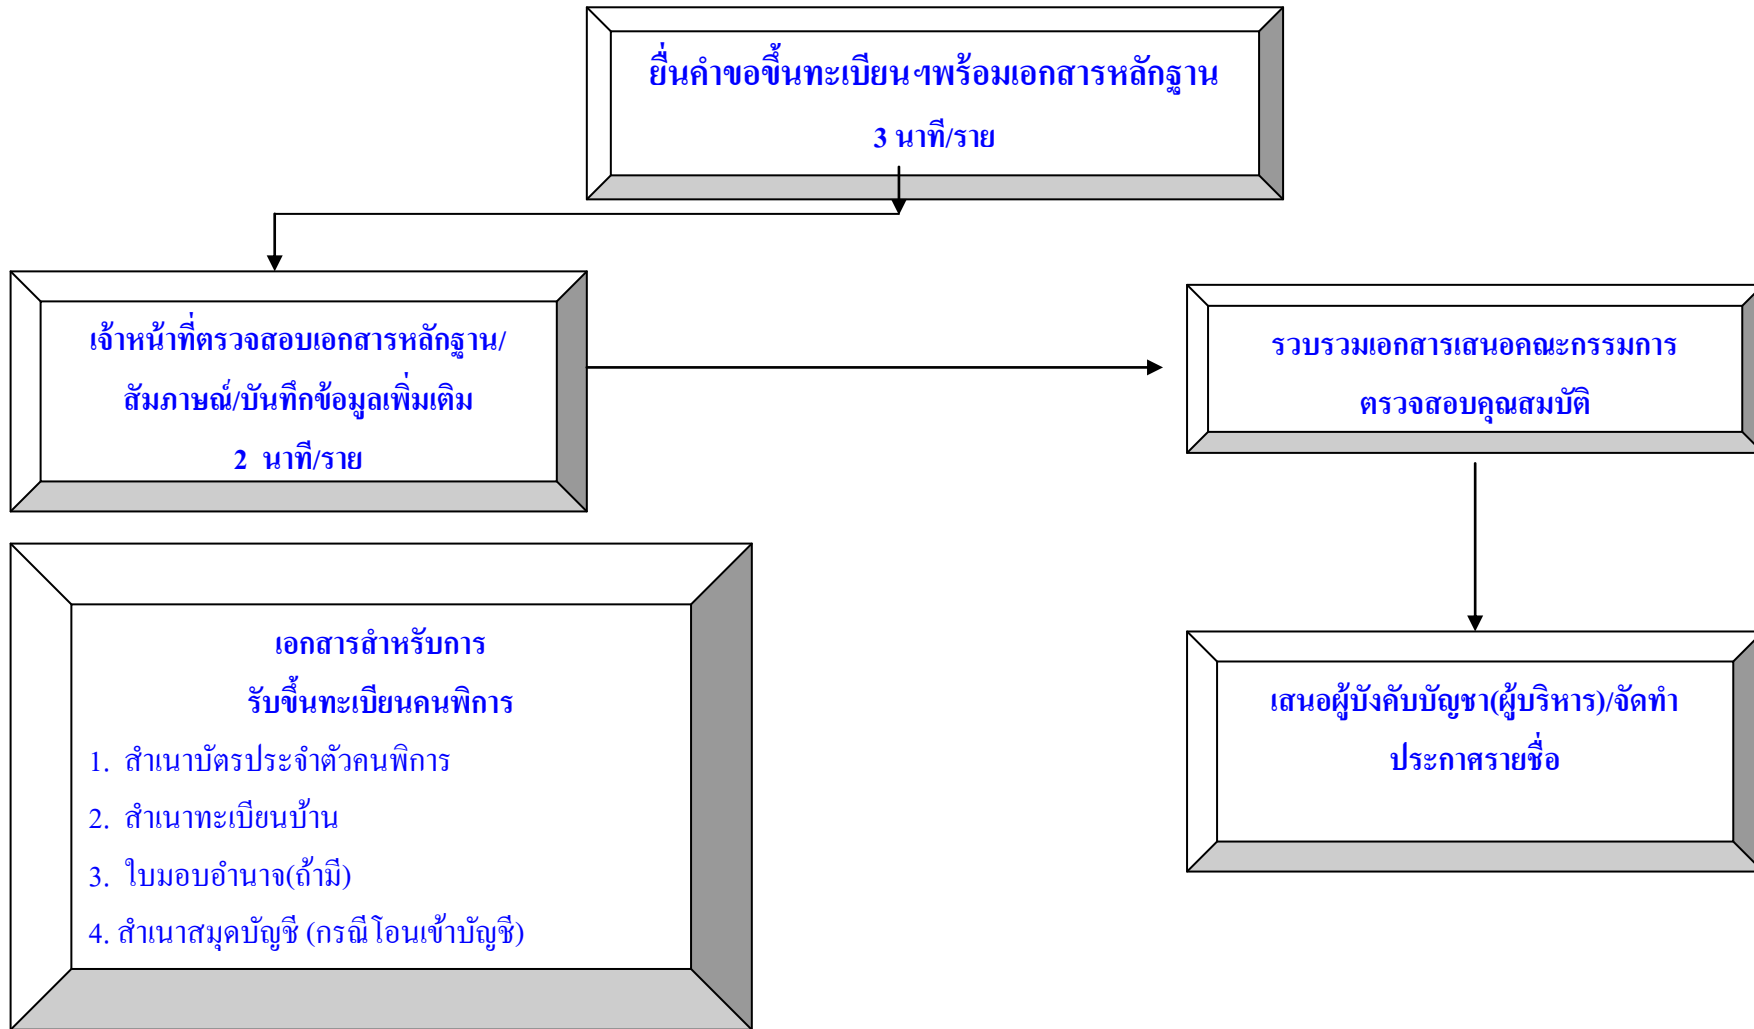 ยื่นคำขอขึ้นทะเบียนฯพร้อมเอกสารหลักฐาน
3 นาที/ราย
เจ้าหน้าที่ตรวจสอบเอกสารหลักฐาน/
สัมภาษณ์/บันทึกข้อมูลเพิ่มเติม
2 นาที/ราย
รวบรวมเอกสารเสนอคณะกรรมการ
ตรวจสอบคุณสมบัติ
เอกสารสำหรับการ
รับขึ้นทะเบียนคนพิการ
1. สำเนาบัตรประจำตัวคนพิการ
2. สำเนาทะเบียนบ้าน
3. ใบมอบอำนาจ(ถ้ามี)
4. สำเนาสมุดบัญชี (กรณีโอนเข้าบัญชี)
เสนอผู้บังคับบัญชา(ผู้บริหาร)/จัดทำ
ประกาศรายชื่อ